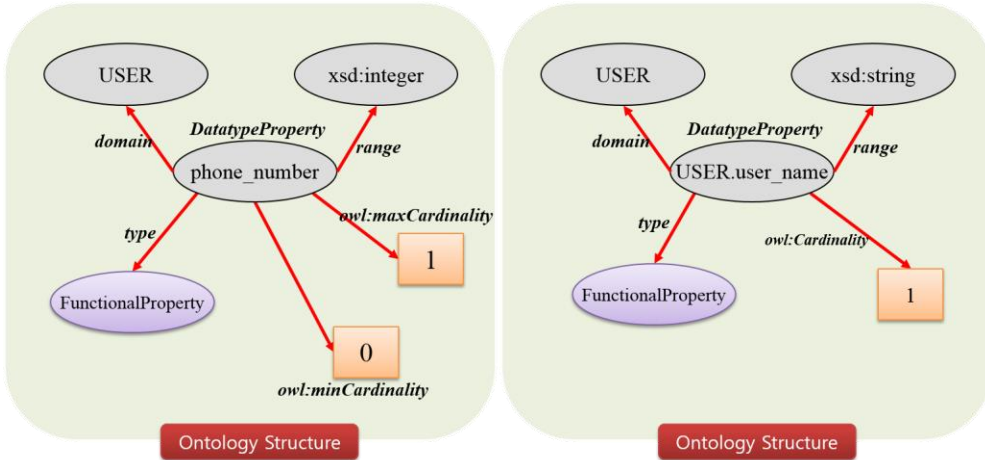 USER
xsd:integer
DatatypeProperty
domain
range
phone_number
owl:maxCardinality
type
1
FunctionalProperty
0
owl:minCardinality
Ontology Structure
USER
xsd:string
DatatypeProperty
domain
range
USER.user_name
type
owl:Cardinality
FunctionalProperty
1
Ontology Structure